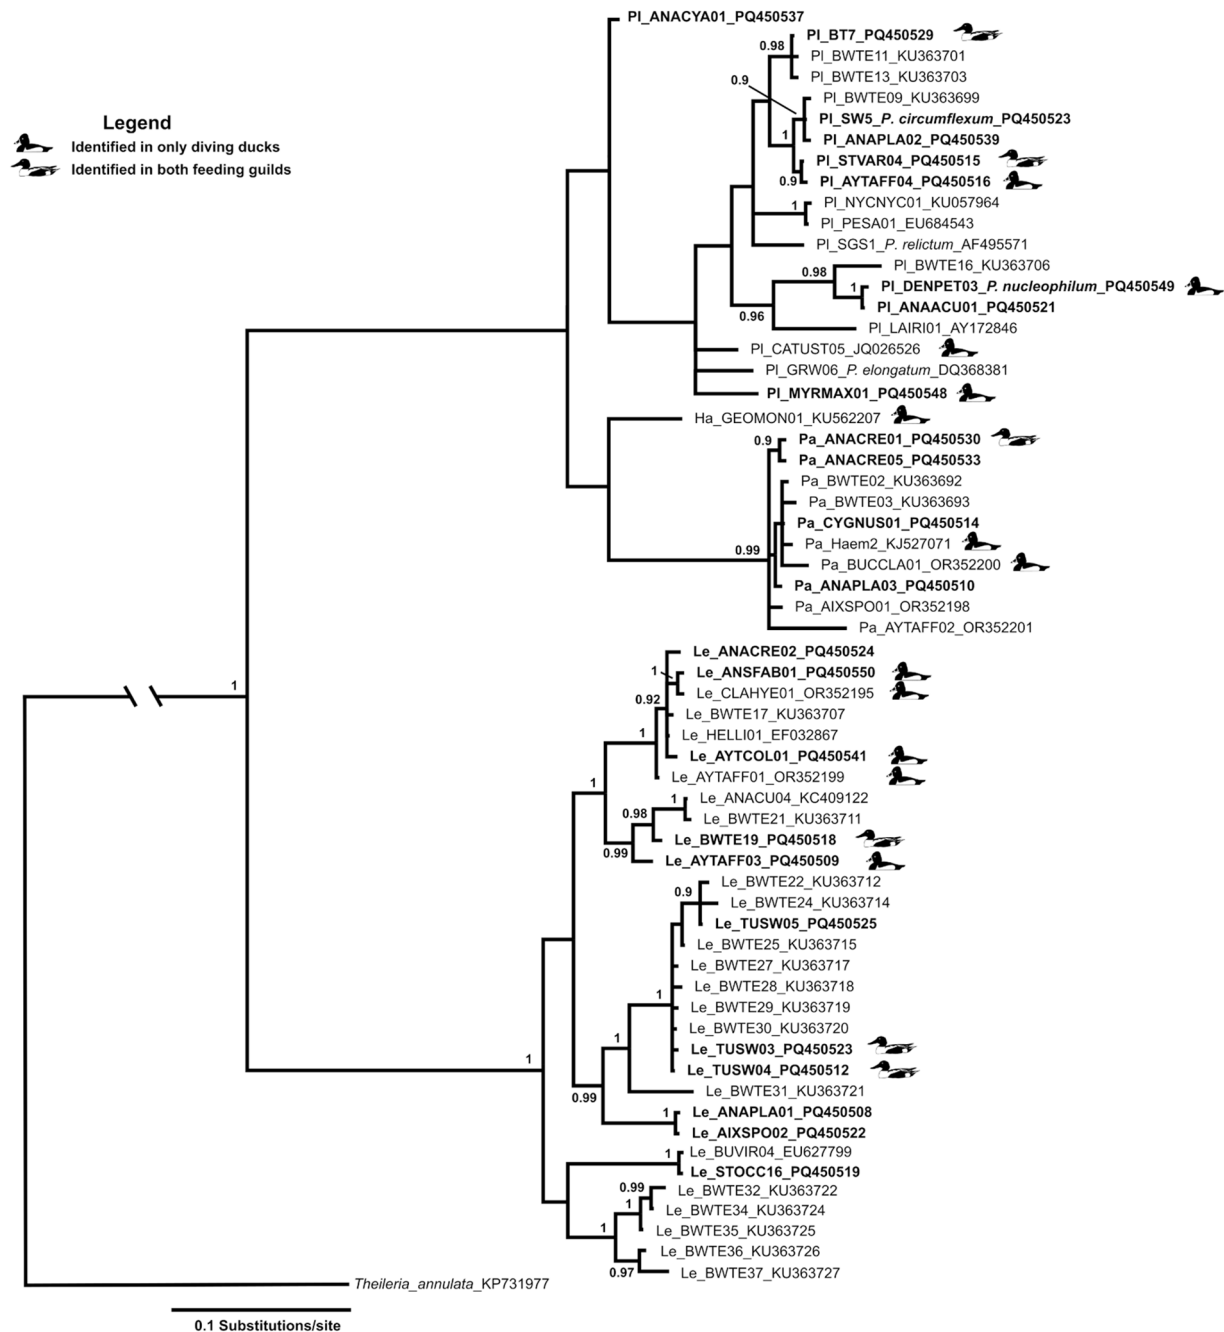 Pl_ANACYA01_PQ450537
Pl_BT7_PQ450529
0.98
Pl_BWTE11_KU363701
Pl_BWTE13_KU363703
0.9
Pl_BWTE09_KU363699
Legend
Pl_SW5_P. circumflexum_PQ450523
1
Pl_ANAPLA02_PQ450539
Identified in only diving ducks
Pl_STVAR04_PQ450515
Identified in both feeding guilds
0.9
Pl_AYTAFF04_PQ450516
1
Pl_NYCNYC01_KU057964
Pl_PESA01_EU684543
Pl_SGS1_P. relictum_AF495571
0.98
Pl_BWTE16_KU363706
1
Pl_DENPET03_P. nucleophilum_PQ450549
0.96
Pl_ANAACU01_PQ450521
Pl_LAIRI01_AY172846
Pl_CATUST05_JQ026526
Pl_GRW06_P. elongatum_DQ368381
Pl_MYRMAX01_PQ450548
Ha_GEOMON01_KU562207
0.9
Pa_ANACRE01_PQ450530
Pa_ANACRE05_PQ450533
Pa_BWTE02_KU363692
Pa_BWTE03_KU363693
Pa_CYGNUS01_PQ450514
0.99
Pa_Haem2_KJ527071
Pa_BUCCLA01_OR352200
Pa_ANAPLA03_PQ450510
Pa_AIXSPO01_OR352198
Pa_AYTAFF02_OR352201
Le_ANACRE02_PQ450524
1
Le_ANSFAB01_PQ450550
1
Le_CLAHYE01_OR352195
0.92
Le_BWTE17_KU363707
1
Le_HELLI01_EF032867
Le_AYTCOL01_PQ450541
Le_AYTAFF01_OR352199
1
1
Le_ANACU04_KC409122
0.98
Le_BWTE21_KU363711
Le_BWTE19_PQ450518
0.99
Le_AYTAFF03_PQ450509
Le_BWTE22_KU363712
0.9
Le_BWTE24_KU363714
Le_TUSW05_PQ450525
Le_BWTE25_KU363715
Le_BWTE27_KU363717
Le_BWTE28_KU363718
1
Le_BWTE29_KU363719
Le_BWTE30_KU363720
1
Le_TUSW03_PQ450523
1
Le_TUSW04_PQ450512
Le_BWTE31_KU363721
0.99
1
Le_ANAPLA01_PQ450508
Le_AIXSPO02_PQ450522
1
Le_BUVIR04_EU627799
Le_STOCC16_PQ450519
0.99
Le_BWTE32_KU363722
1
Le_BWTE34_KU363724
1
Le_BWTE35_KU363725
Le_BWTE36_KU363726
0.97
Le_BWTE37_KU363727
Theileria_annulata_KP731977
0.1 Substitutions/site